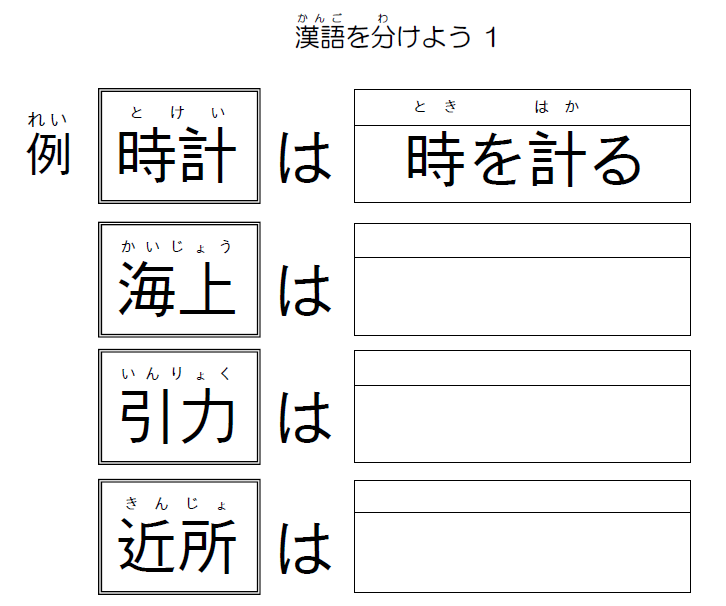 かんご わ
漢語を分けよう 1
れい
例
とけい
時計
は
とき はか
時を計る
かいじょう
海上
は
いんりょく
引力
は
きんじょ
近所
は